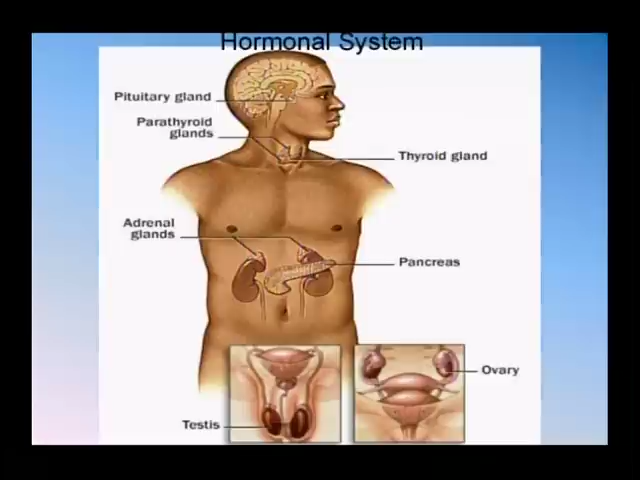 Hormonal System
Pituitary gland
Parathyroid
glands
Thyroid gland
Adrenal
glands
Pancreas
Ovary
Testis